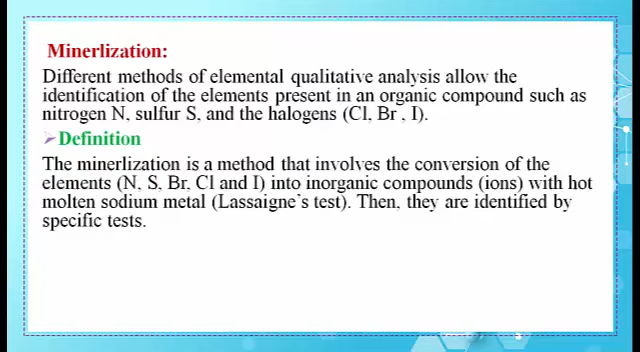 Minerlization:
Different methods of elemental qualitative analysis allow the
identification of the elements present in an organic compound such as
nitrogen N, sulfur S, and the halogens (Cl, Br , I).
➢Definition
The minerlization is a method that involves the conversion of the
elements (N, S, Br, Cl and I) into inorganic compounds (ions) with hot
molten sodium metal (Lassaigne's test). Then, they are identified by
specific tests.